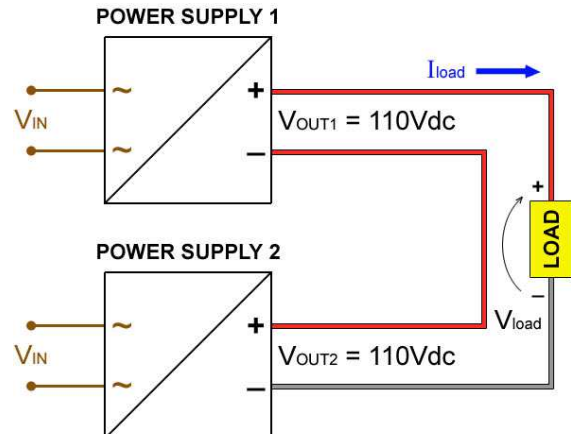 POWER SUPPLY 1
Iload
~
+
VIN
VOUT1 = 110Vdc
~
−
+
LOAD
−
Vload
POWER SUPPLY 2
~
+
VIN
VOUT2 = 110Vdc
~
−